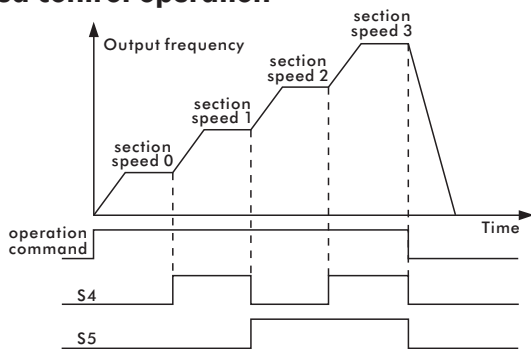 control operation
Output frequency
section
speed 3
section
speed 2
section
speed 1
section
speed 0
Time
operation
command
S4
S5